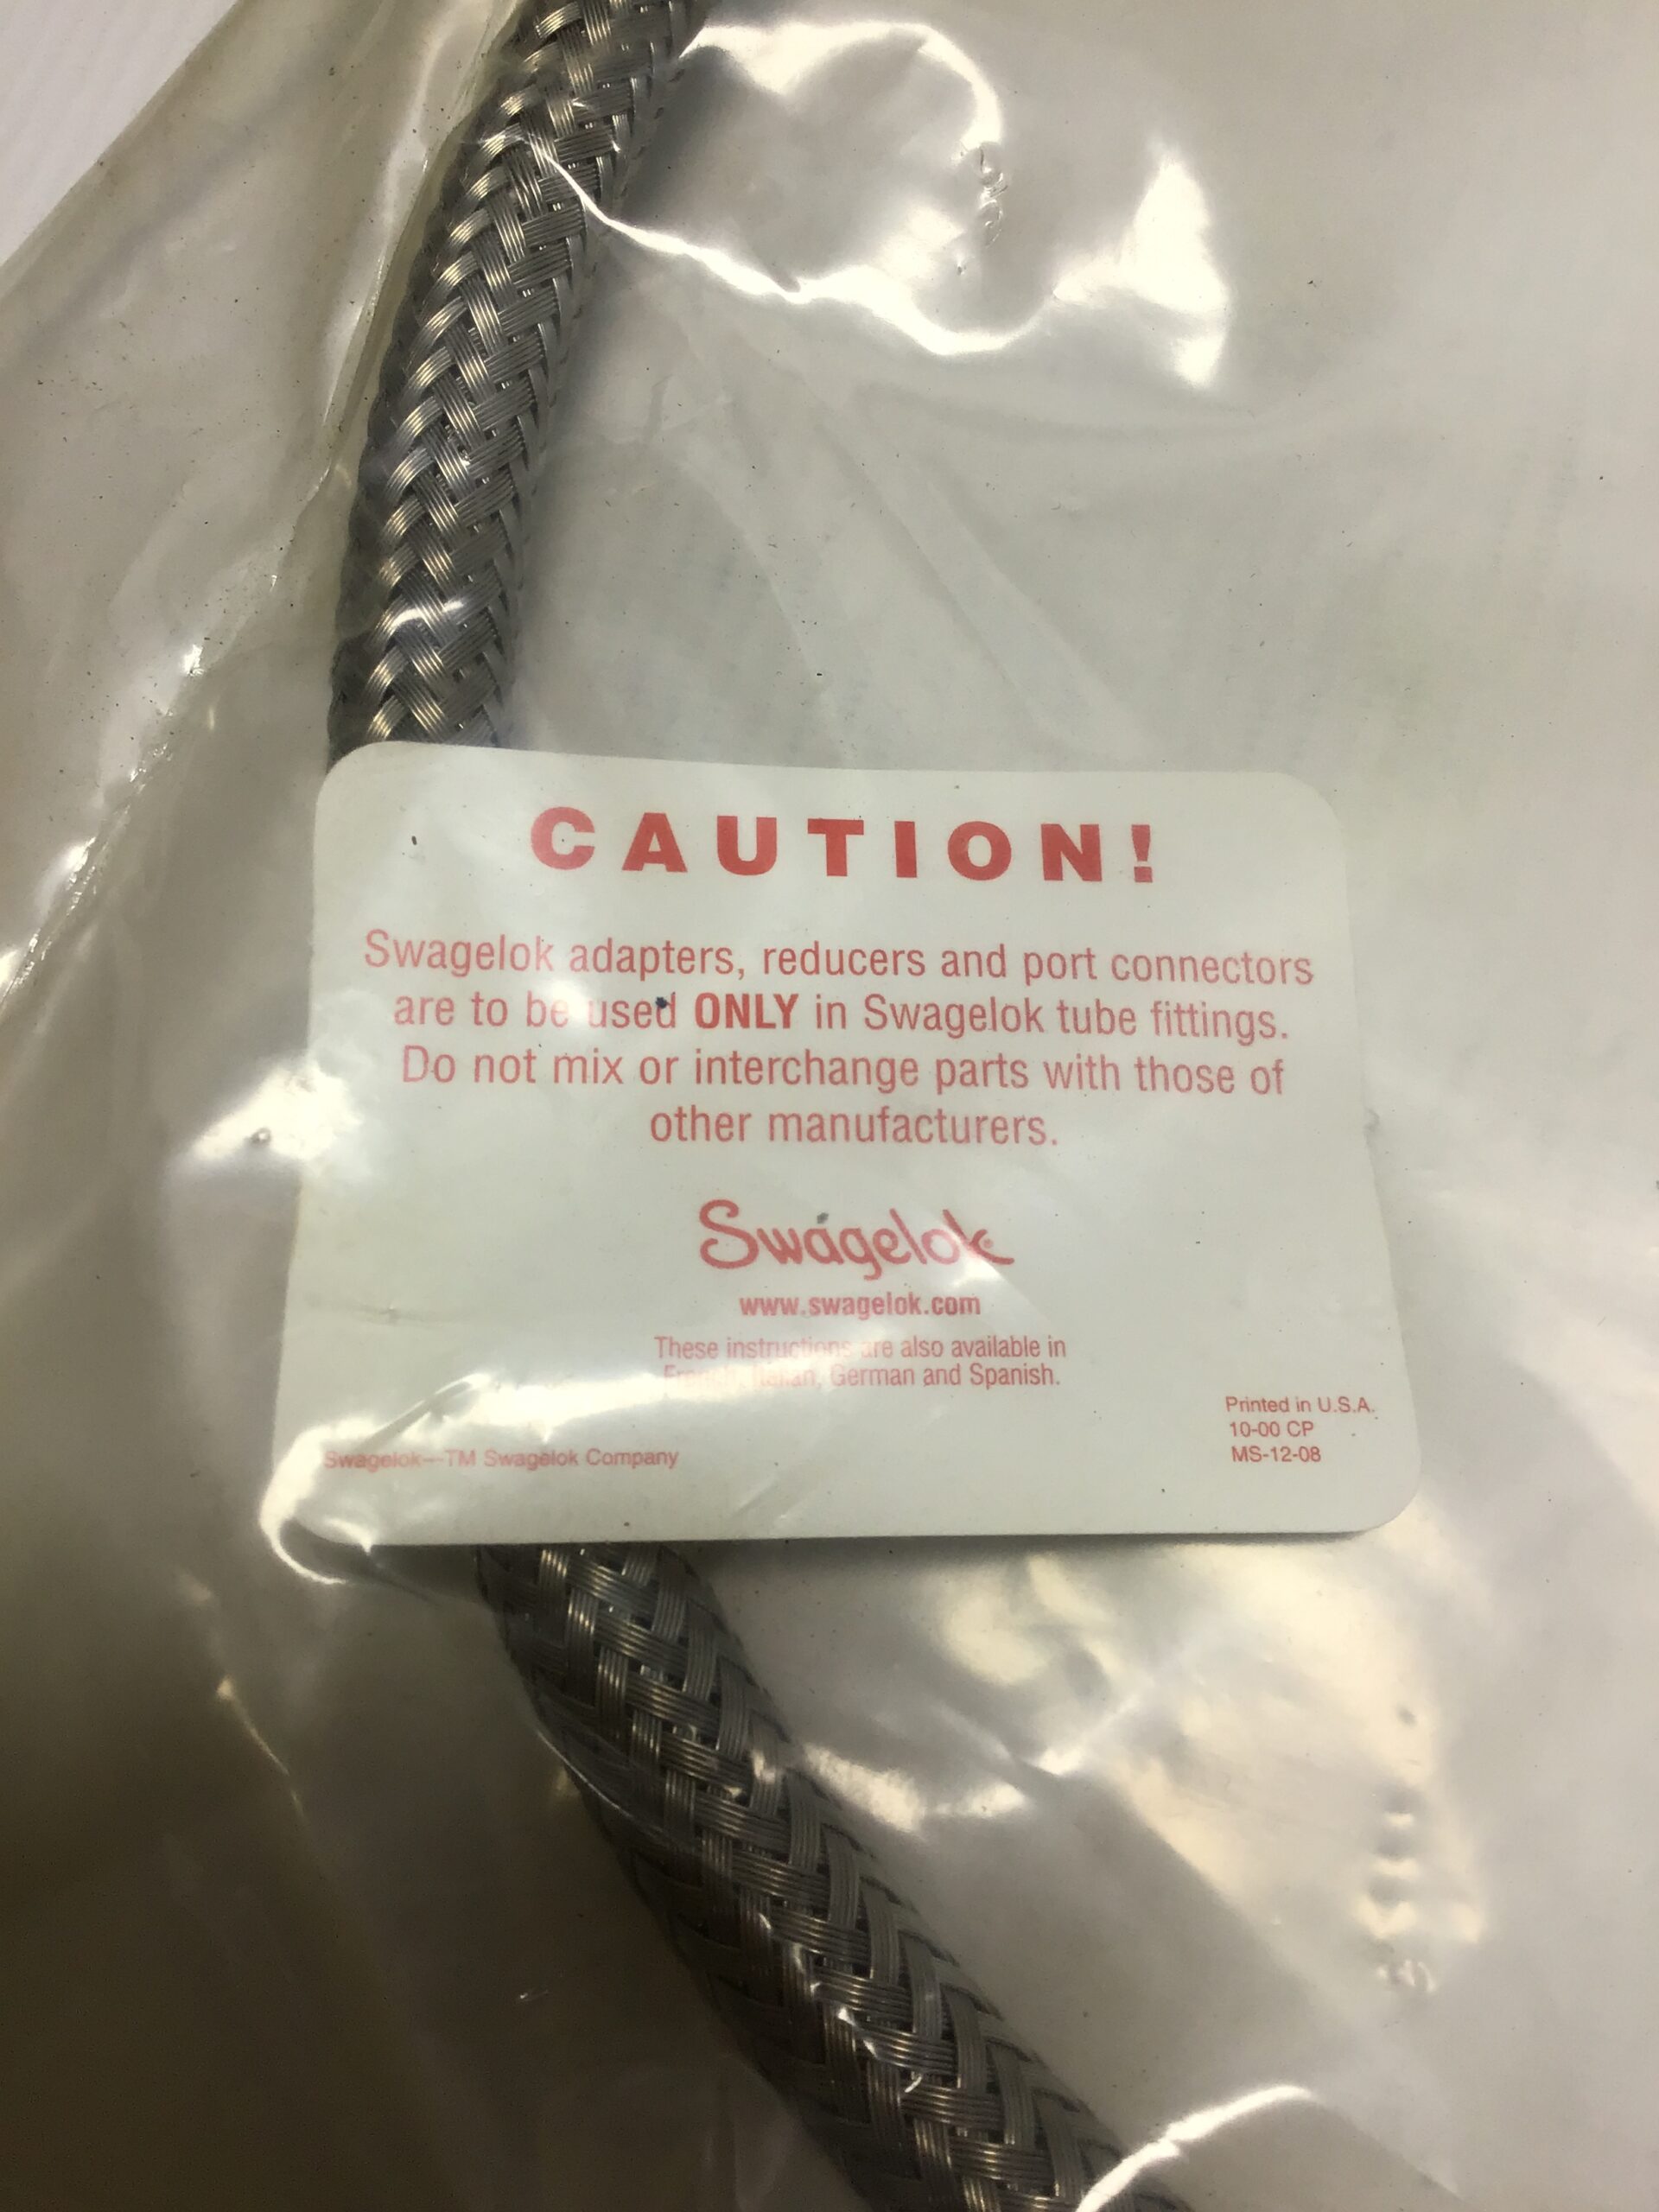 CAUTION!
Swagelok adapters, reducers and port connectors
are to be used ONLY in Swagelok tube fittings.
Do not mix or interchange parts with those of
other manufacturers.
Swagelok
www.swagelok.com
These instructions are also available in
French, Italian, German and Spanish.
Printed in U.S.A.
10-00 CP
MS-12-08
Swagelok—TM Swagelok Company